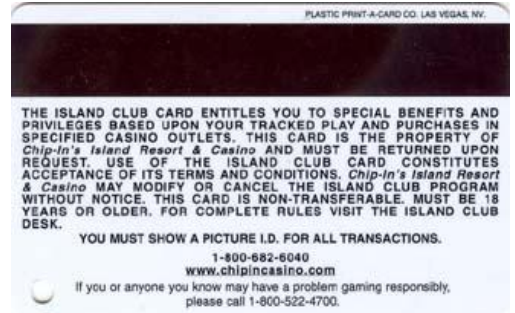 PLASTIC PRINT-A-CARD CO. LAS VEGAS, NV.
THE ISLAND CLUB CARD ENTITLES YOU TO SPECIAL BENEFITS AND
PRIVILEGES BASED UPON YOUR TRACKED PLAY AND PURCHASES IN
SPECIFIED CASINO OUTLETS. THIS CARD IS THE PROPERTY OF
Chip-In's Island Resort & Casino AND MUST BE RETURNED UPON
REQUEST. USE OF THE ISLAND CLUB CARD CONSTITUTES
ACCEPTANCE OF ITS TERMS AND CONDITIONS. Chip-In's Island Resort
& Casino MAY MODIFY OR CANCEL THE ISLAND CLUB PROGRAM
WITHOUT NOTICE. THIS CARD IS NON-TRANSFERABLE. MUST BE 18
YEARS OR OLDER. FOR COMPLETE RULES VISIT THE ISLAND CLUB
DESK.
YOU MUST SHOW A PICTURE I.D. FOR ALL TRANSACTIONS.
1-800-682-6040
www.chipincasino.com
If you or anyone you know may have a problem gaming responsibly,
please call 1-800-522-4700.